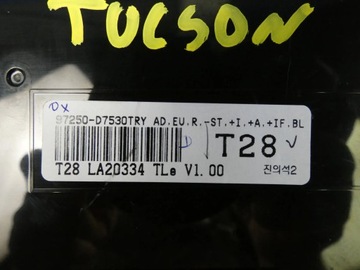 TUCSON
DX
97250-D7530TRY AD.EU.R.-ST.+I.+A.+IF.BL
T28
T28 LA20334 TLe V1.00
진의석2